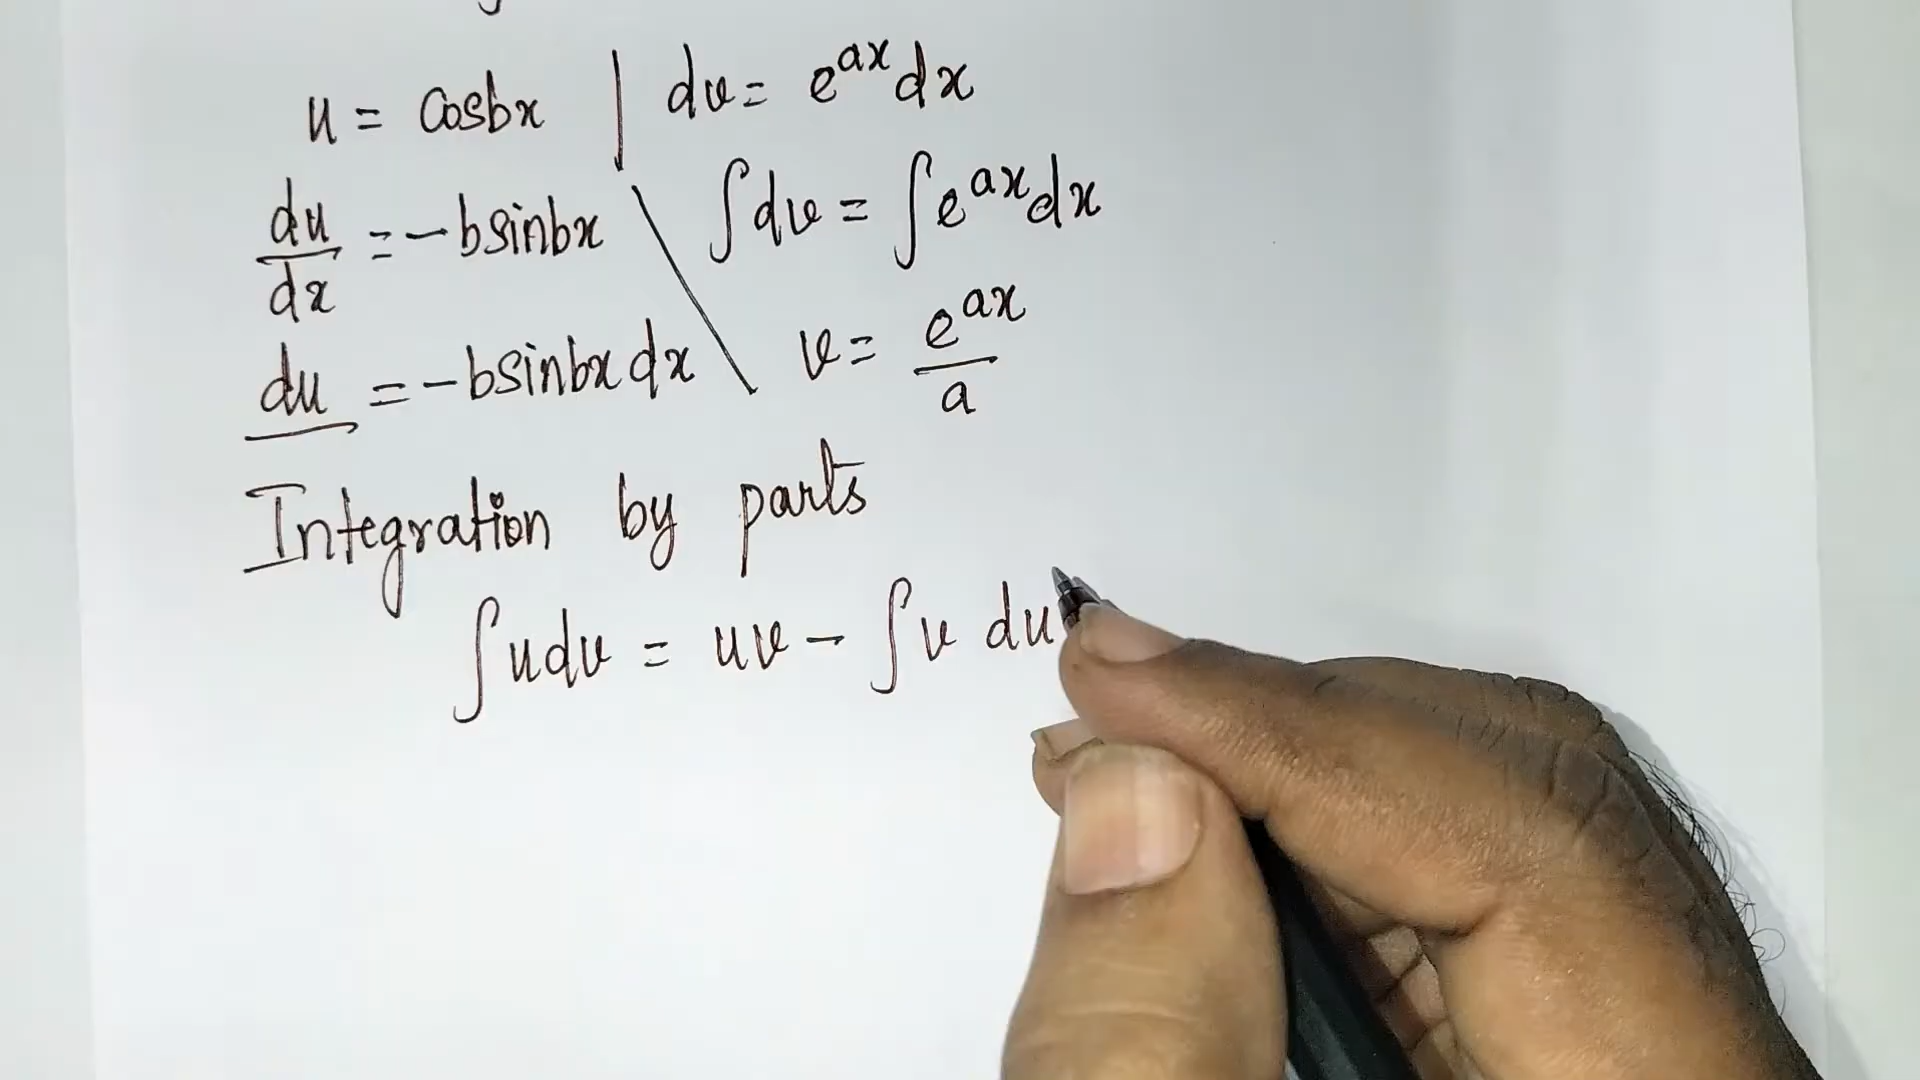 u = cosbx | dv = e^{ax} dx
du/dx = -bsinbx
∫dv = ∫e^{ax}dx
du = -bsinbx dx
v = e^{ax}/a
Integration by parts
∫udv = uv - ∫v du